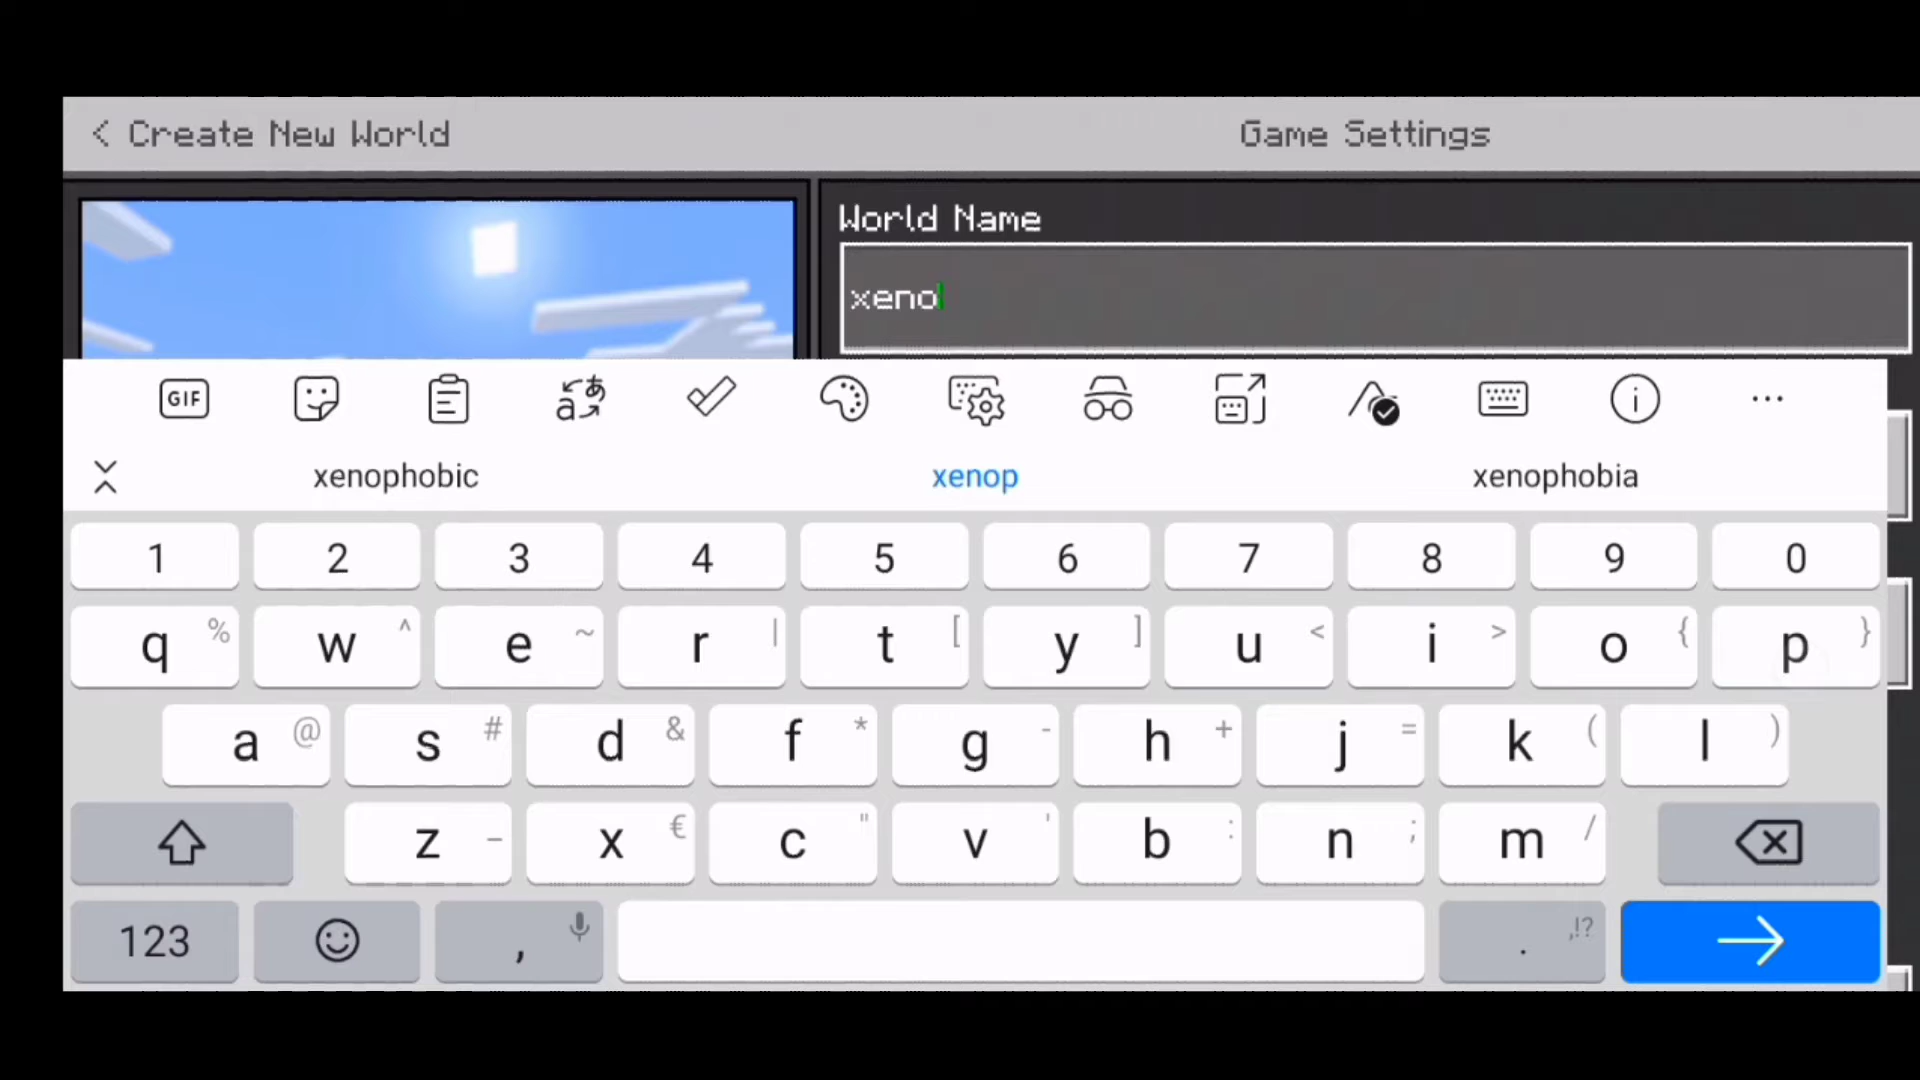 < Create New World
Game Settings
World Name
xeno
GIF
xenophobic xenop xenophobia
1 2 3 4 5 6 7 8 9 0
q % w ^ e ~ r | t [ y ] u < i > o { p }
a @ s # d & f * g - h + j = k ( l )
z _ x € c " v ' b : n ; m /
123 , . ,!?